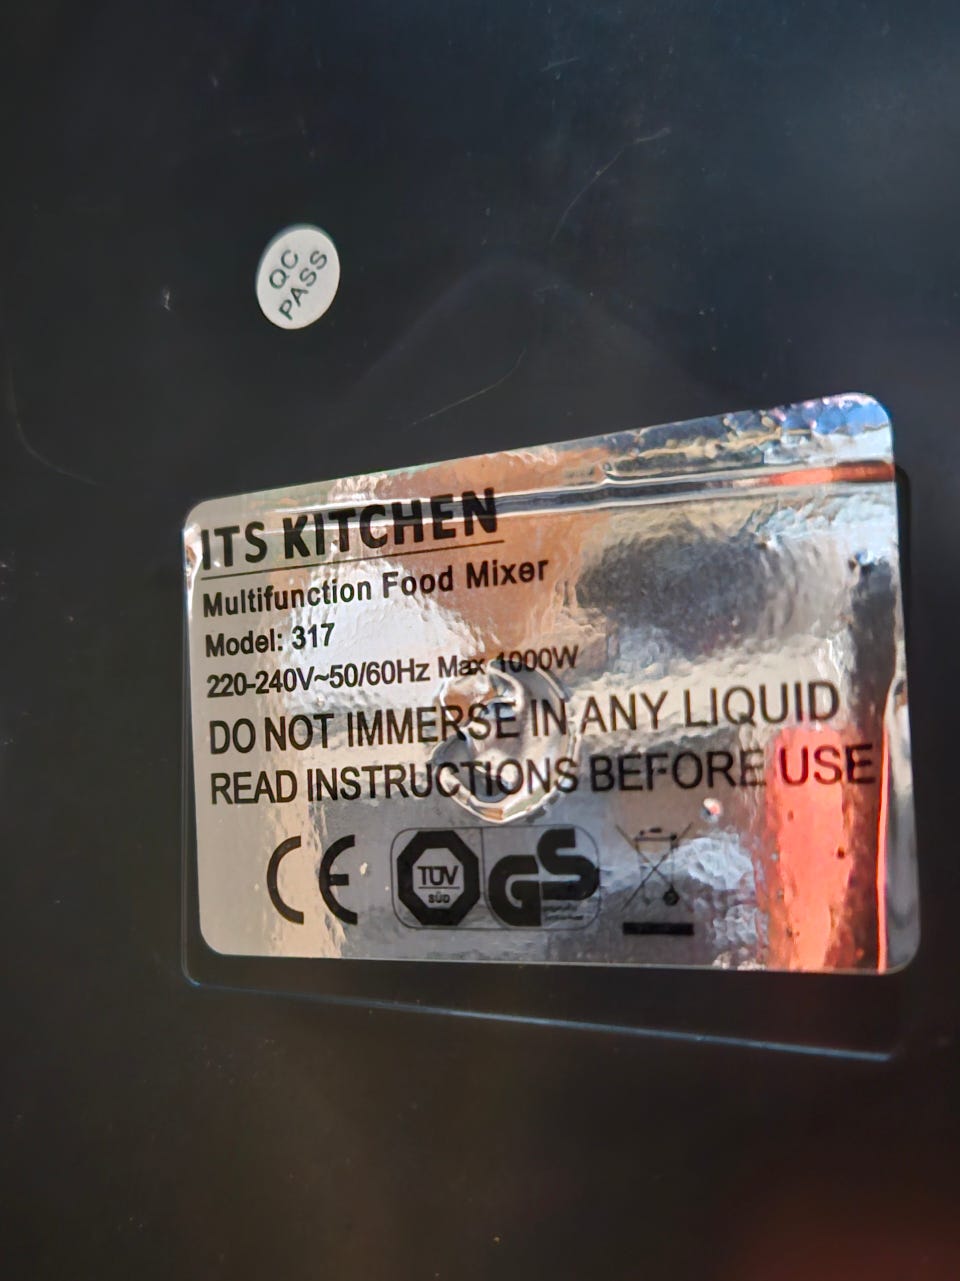 QC
PASS
ITS KITCHEN
Multifunction Food Mixer
Model: 317
220-240V~50/60Hz Max 1000W
DO NOT IMMERSE IN ANY LIQUID
READ INSTRUCTIONS BEFORE USE
CE
TÜV
SÜD
GS